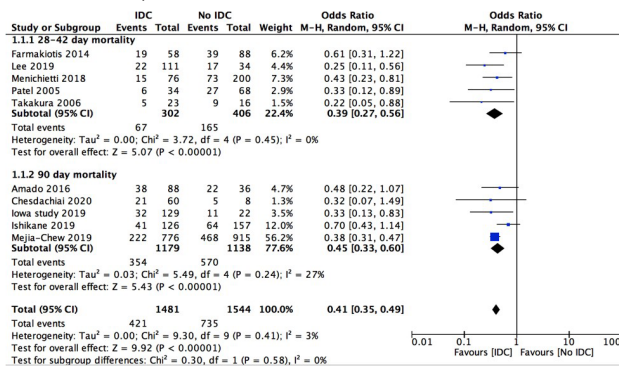 IDC No IDC Odds Ratio Odds Ratio
Study or Subgroup Events Total Events Total Weight M-H, Random, 95% CI M-H, Random, 95% CI
1.1.1 28-42 day mortality
Farmakiotis 2014 19 58 39 88 6.2% 0.61 [0.31, 1.22]
Lee 2019 22 111 17 34 4.4% 0.25 [0.11, 0.56]
Menichetti 2018 15 76 73 200 6.6% 0.43 [0.23, 0.81]
Patel 2005 6 34 27 68 2.8% 0.33 [0.12, 0.89]
Takakura 2006 5 23 9 16 1.5% 0.22 [0.05, 0.88]
Subtotal (95% CI) 302 406 22.4% 0.39 [0.27, 0.56]
Total events 67 165
Heterogeneity: Tau² = 0.00; Chi² = 3.72, df = 4 (P = 0.45); I² = 0%
Test for overall effect: Z = 5.07 (P < 0.00001)
1.1.2 90 day mortality
Amado 2016 38 88 22 36 4.7% 0.48 [0.22, 1.07]
Chesdachai 2020 21 60 5 8 1.3% 0.32 [0.07, 1.49]
Iowa study 2019 32 129 11 22 3.5% 0.33 [0.13, 0.83]
Ishikane 2019 41 126 64 157 12.0% 0.70 [0.43, 1.14]
Mejia-Chew 2019 222 776 468 915 56.2% 0.38 [0.31, 0.47]
Subtotal (95% CI) 1179 1138 77.6% 0.45 [0.33, 0.60]
Total events 354 570
Heterogeneity: Tau² = 0.03; Chi² = 5.49, df = 4 (P = 0.24); I² = 27%
Test for overall effect: Z = 5.43 (P < 0.00001)
Total (95% CI) 1481 1544 100.0% 0.41 [0.35, 0.49]
Total events 421 735
Heterogeneity: Tau² = 0.00; Chi² = 9.30, df = 9 (P = 0.41); I² = 3%
Test for overall effect: Z = 9.92 (P < 0.00001)
Test for subgroup differences: Chi² = 0.30, df = 1 (P = 0.58), I² = 0%
0.01 0.1 1 10 100
Favours [IDC] Favours [No IDC]